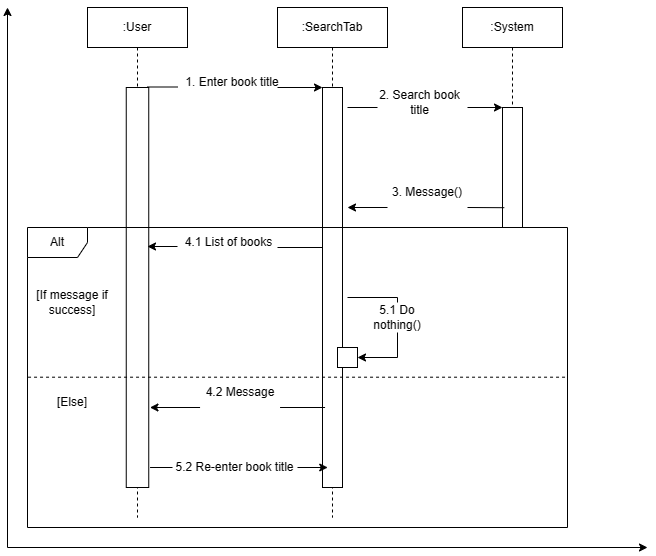 :User
:SearchTab
:System
1. Enter book title
2. Search book
title
3. Message()
Alt
4.1 List of books
[If message if
success]
5.1 Do
nothing()
4.2 Message
[Else]
5.2 Re-enter book title